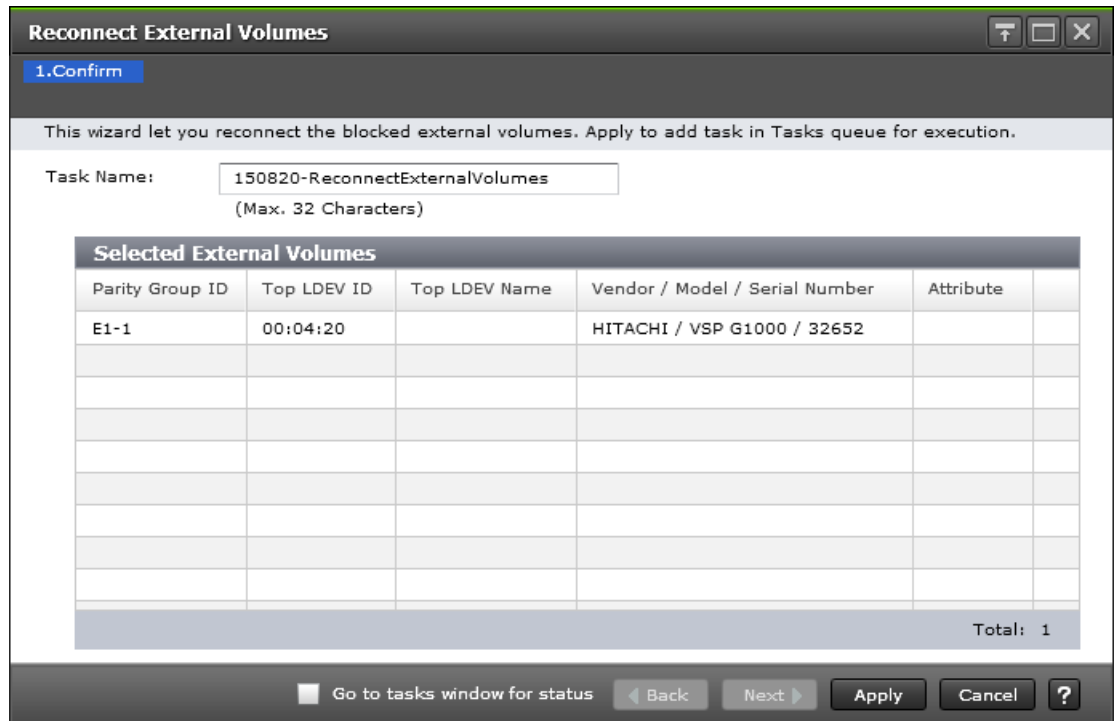 Reconnect External Volumes
1.Confirm
This wizard let you reconnect the blocked external volumes. Apply to add task in Tasks queue for execution.
Task Name: 150820-ReconnectExternalVolumes
(Max. 32 Characters)
Selected External Volumes
Parity Group ID Top LDEV ID Top LDEV Name Vendor / Model / Serial Number Attribute
E1-1 00:04:20 HITACHI / VSP G1000 / 32652
Total: 1
Go to tasks window for status Back Next Apply Cancel ?